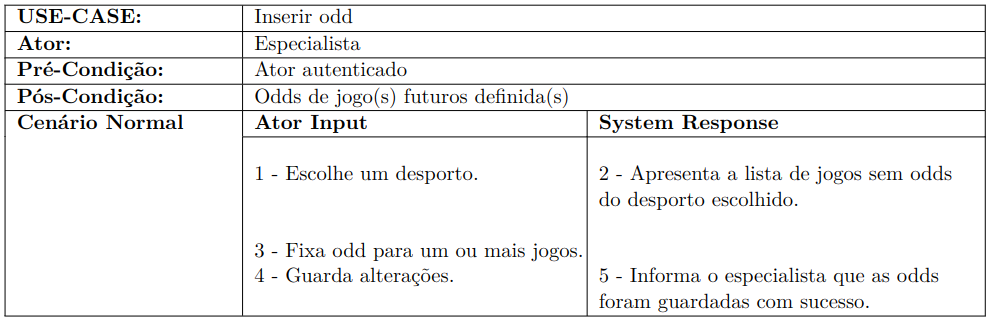 USE-CASE: Inserir odd
Ator: Especialista
Pré-Condição: Ator autenticado
Pós-Condição: Odds de jogo(s) futuros definida(s)
Cenário Normal Ator Input System Response
1 - Escolhe um desporto. 2 - Apresenta a lista de jogos sem odds
do desporto escolhido.
3 - Fixa odd para um ou mais jogos.
4 - Guarda alterações. 5 - Informa o especialista que as odds
foram guardadas com sucesso.